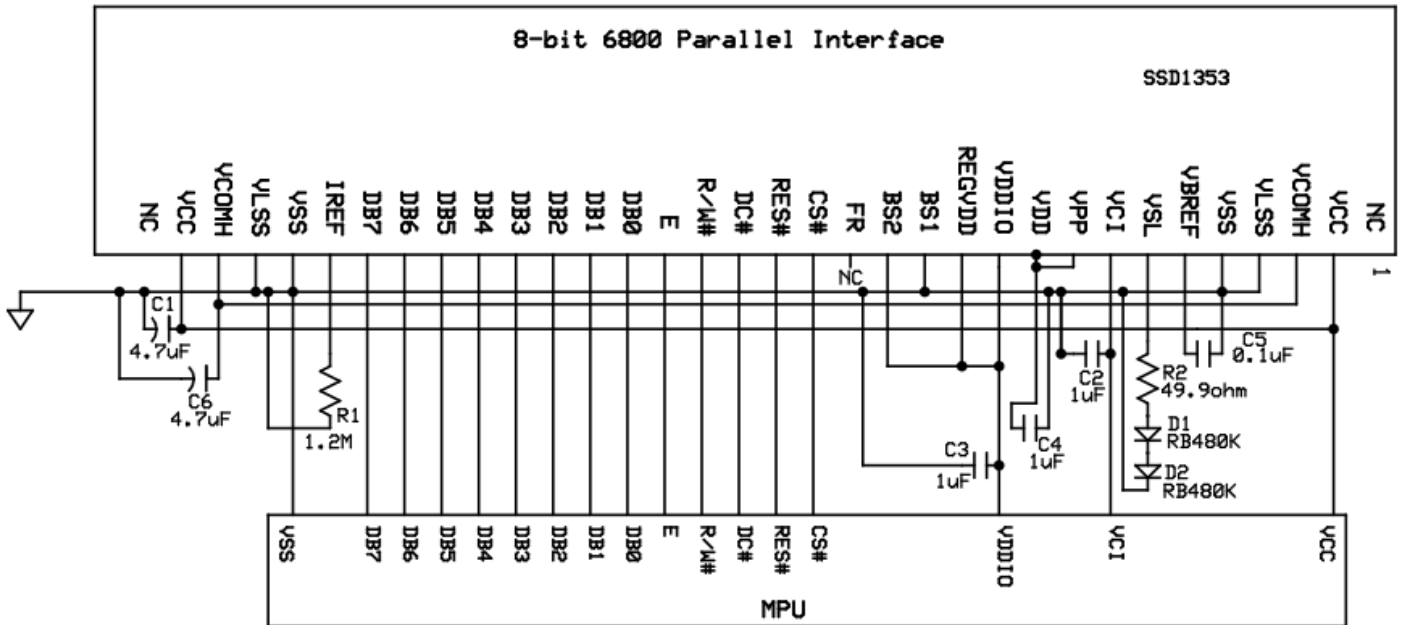 8-bit 6800 Parallel Interface
SSD1353
NC
VCC
VCOMH
VLSS
VSS
IREF
DB7
DB6
DB5
DB4
DB3
DB2
DB1
DB0
E
R/W#
DC#
RES#
CS#
FR
BS2
BS1
REGVDD
VDDIO
VDD
VPP
VCI
VSL
VBREF
VSS
VLSS
VCOMH
VCC
NC
1
NC
C1
4.7uF
C6
4.7uF
R1
1.2M
C3
1uF
C4
1uF
C2
1uF
R2
49.9ohm
D1
RB480K
D2
RB480K
C5
0.1uF
VSS
DB7
DB6
DB5
DB4
DB3
DB2
DB1
DB0
E
R/W#
DC#
RES#
CS#
VDDIO
VCI
VCC
MPU